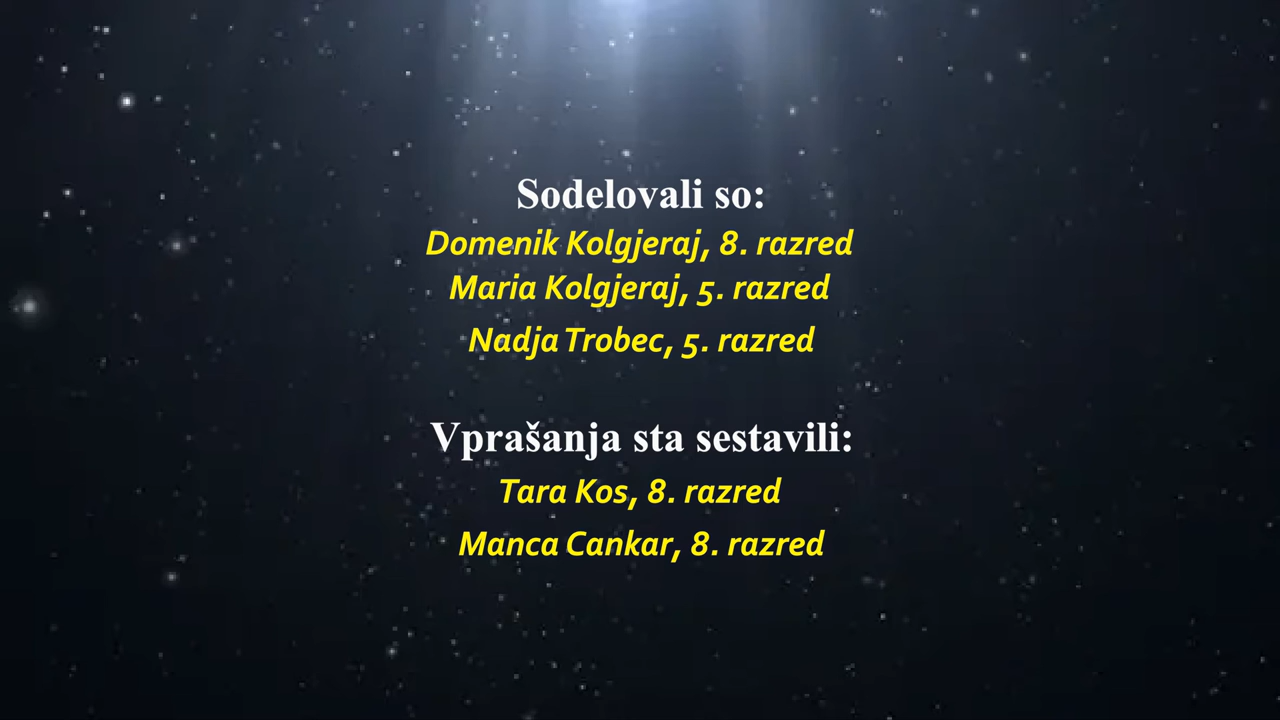 Sodelovali so:
Domenik Kolgjeraj, 8. razred
Maria Kolgjeraj, 5. razred
Nadja Trobec, 5. razred
Vprašanja sta sestavili:
Tara Kos, 8. razred
Manca Cankar, 8. razred